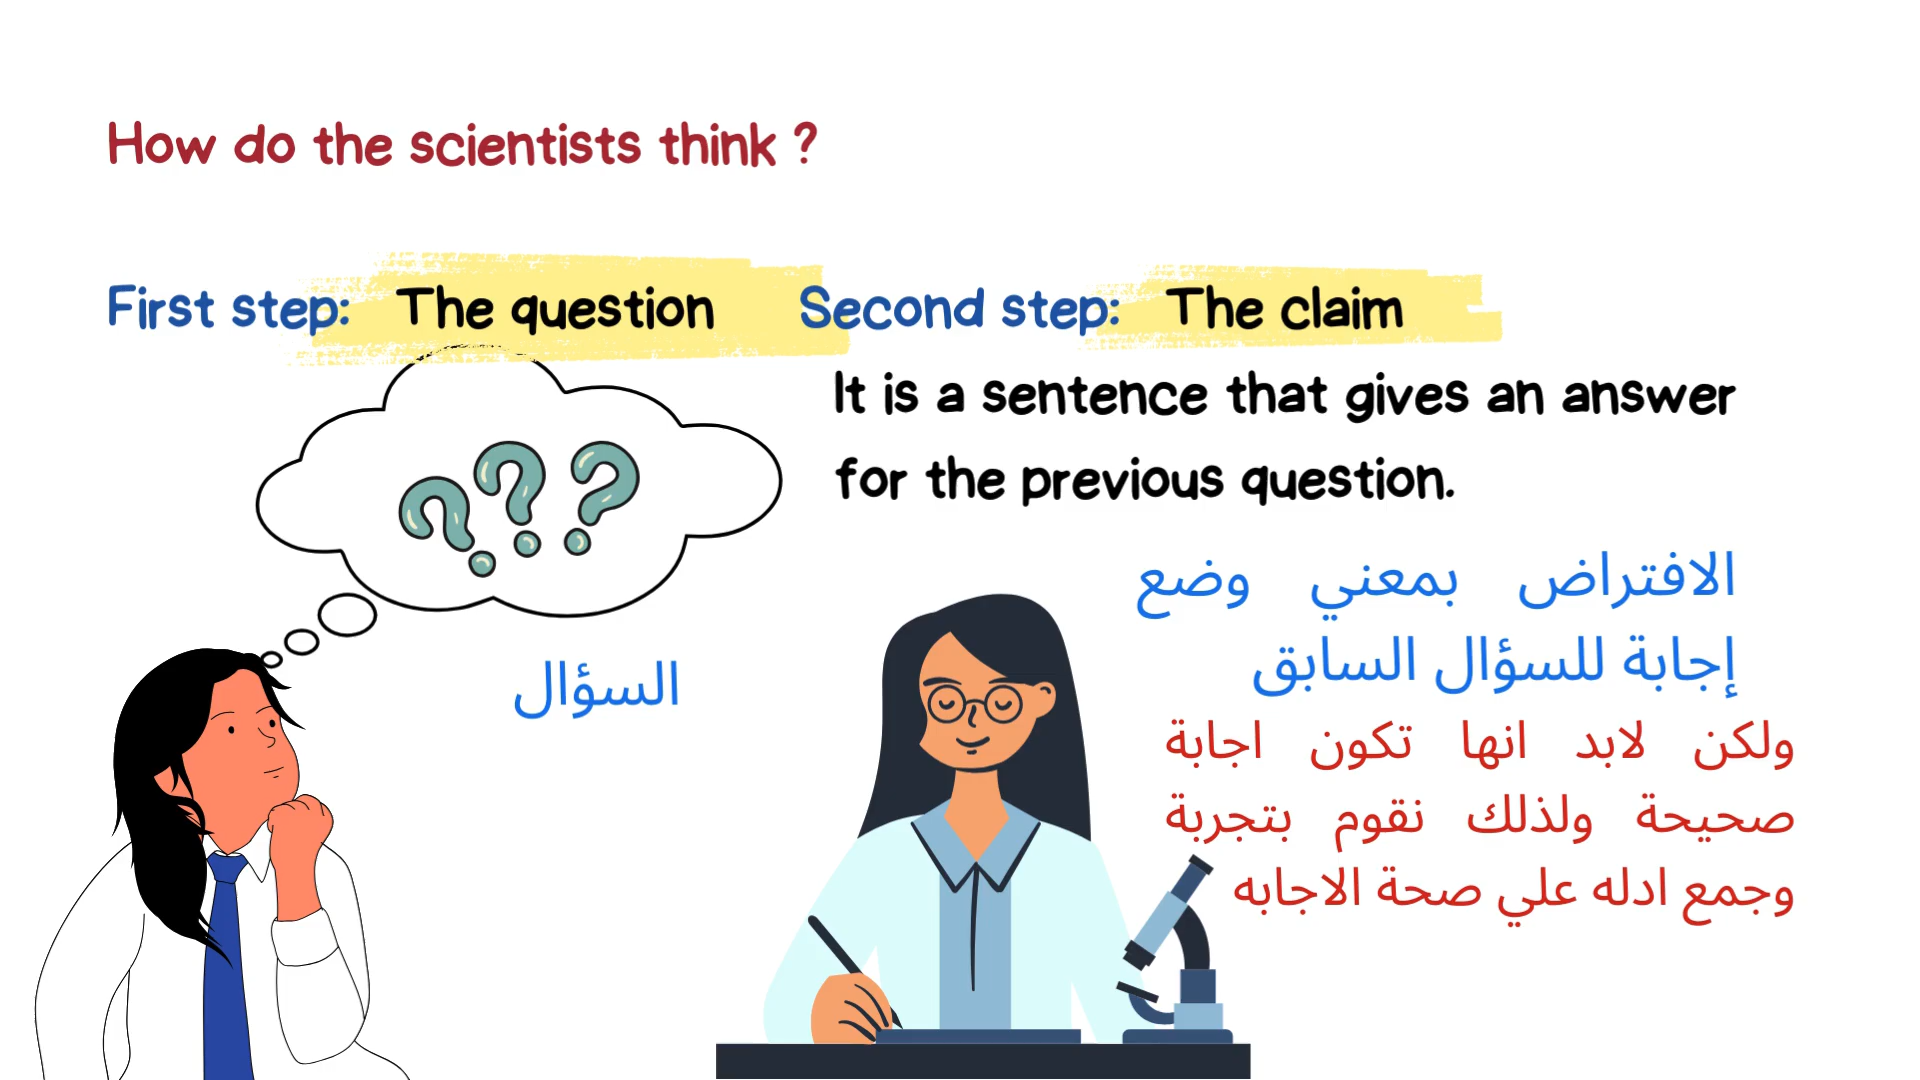 How do the scientists think ?
First step: The question
السؤال
Second step: The claim
It is a sentence that gives an answer
for the previous question.
الافتراض بمعني وضع
إجابة للسؤال السابق
ولكن لابد انها تكون اجابة
صحيحة ولذلك نقوم بتجربة
وجمع ادله علي صحة الاجابه